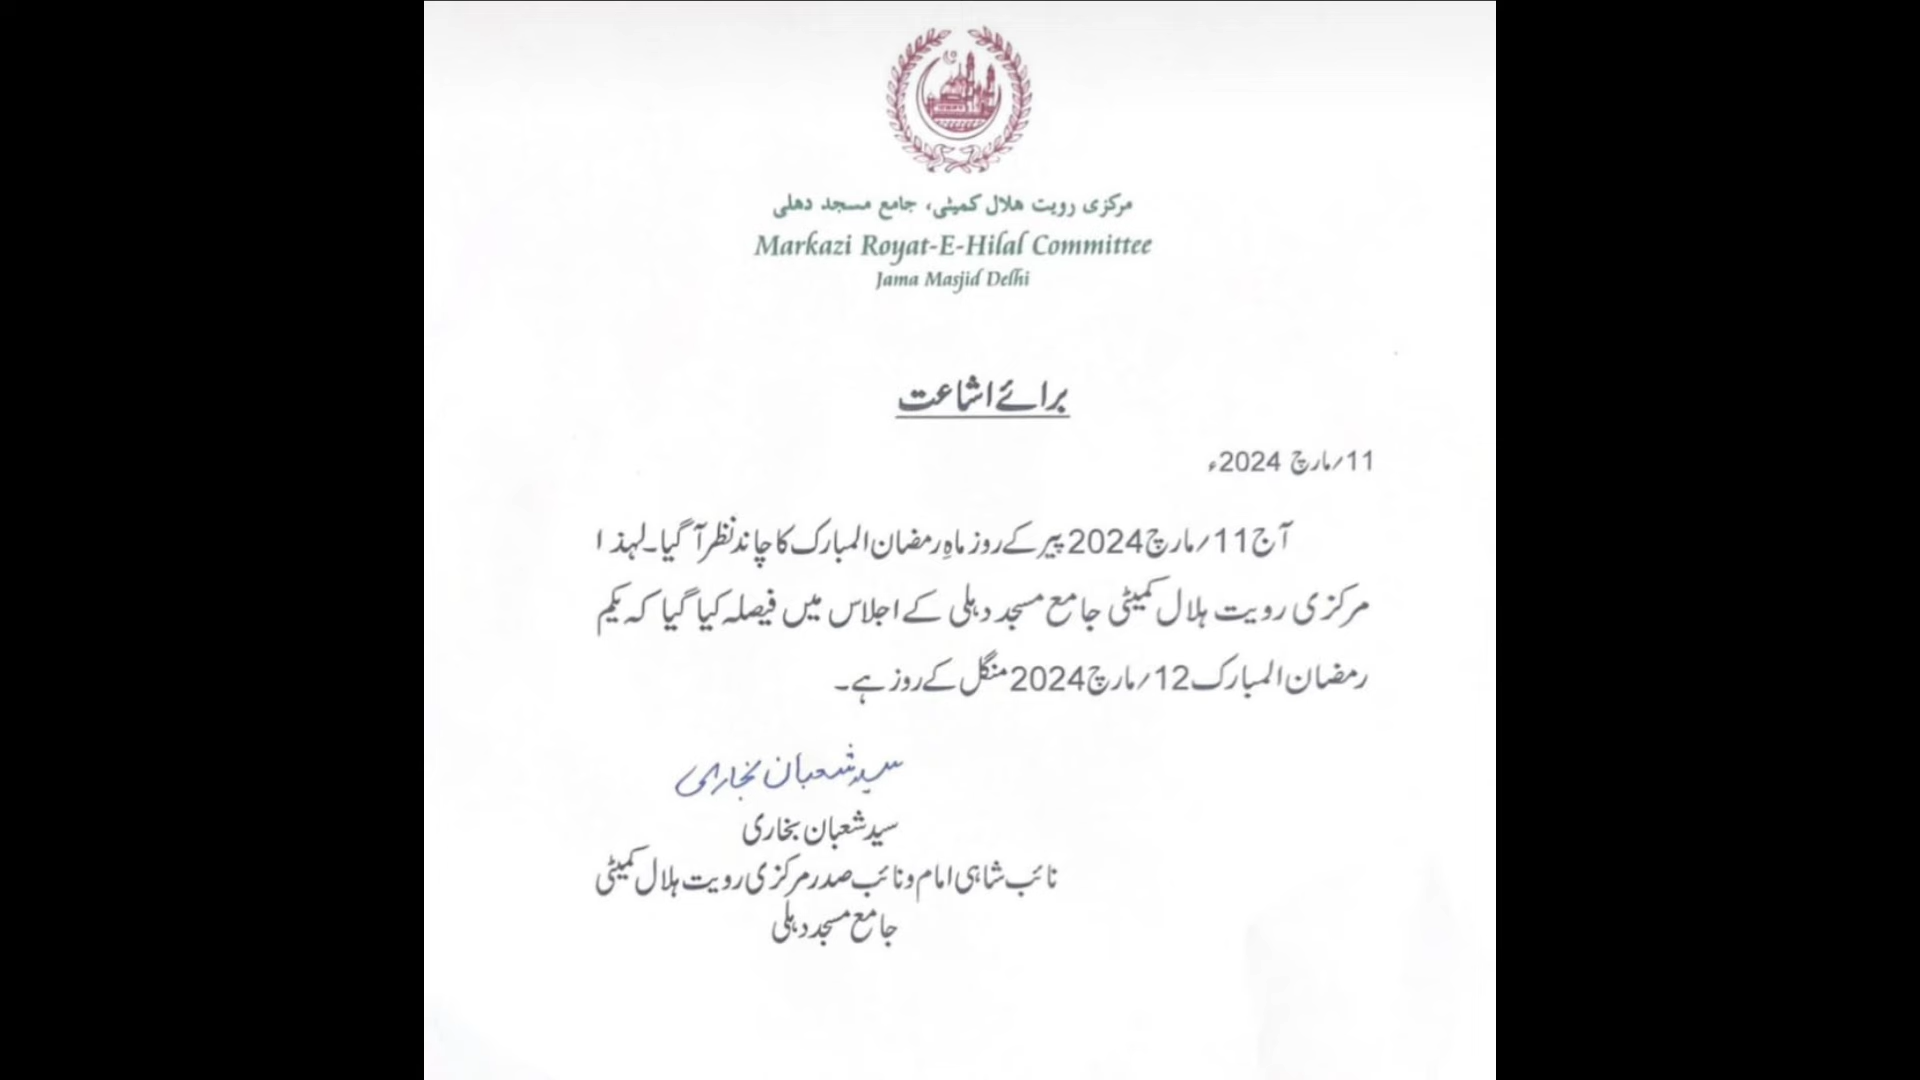 مرکزی رویت ھلال کمیٹی، جامع مسجد دھلی
Markazi Royat-E-Hilal Committee
Jama Masjid Delhi
برائے اشاعت
11؍مارچ 2024ء
آج 11؍مارچ 2024 پیر کے روز ماہِ رمضان المبارک کا چاند نظر آ گیا۔ لہذا
مرکزی رویت ہلال کمیٹی جامع مسجد دہلی کے اجلاس میں فیصلہ کیا گیا کہ یکم
رمضان المبارک 12؍مارچ 2024 منگل کے روز ہے۔
سید شعبان بخاری
سید شعبان بخاری
نائب شاہی امام و نائب صدر مرکزی رویت ہلال کمیٹی
جامع مسجد دہلی